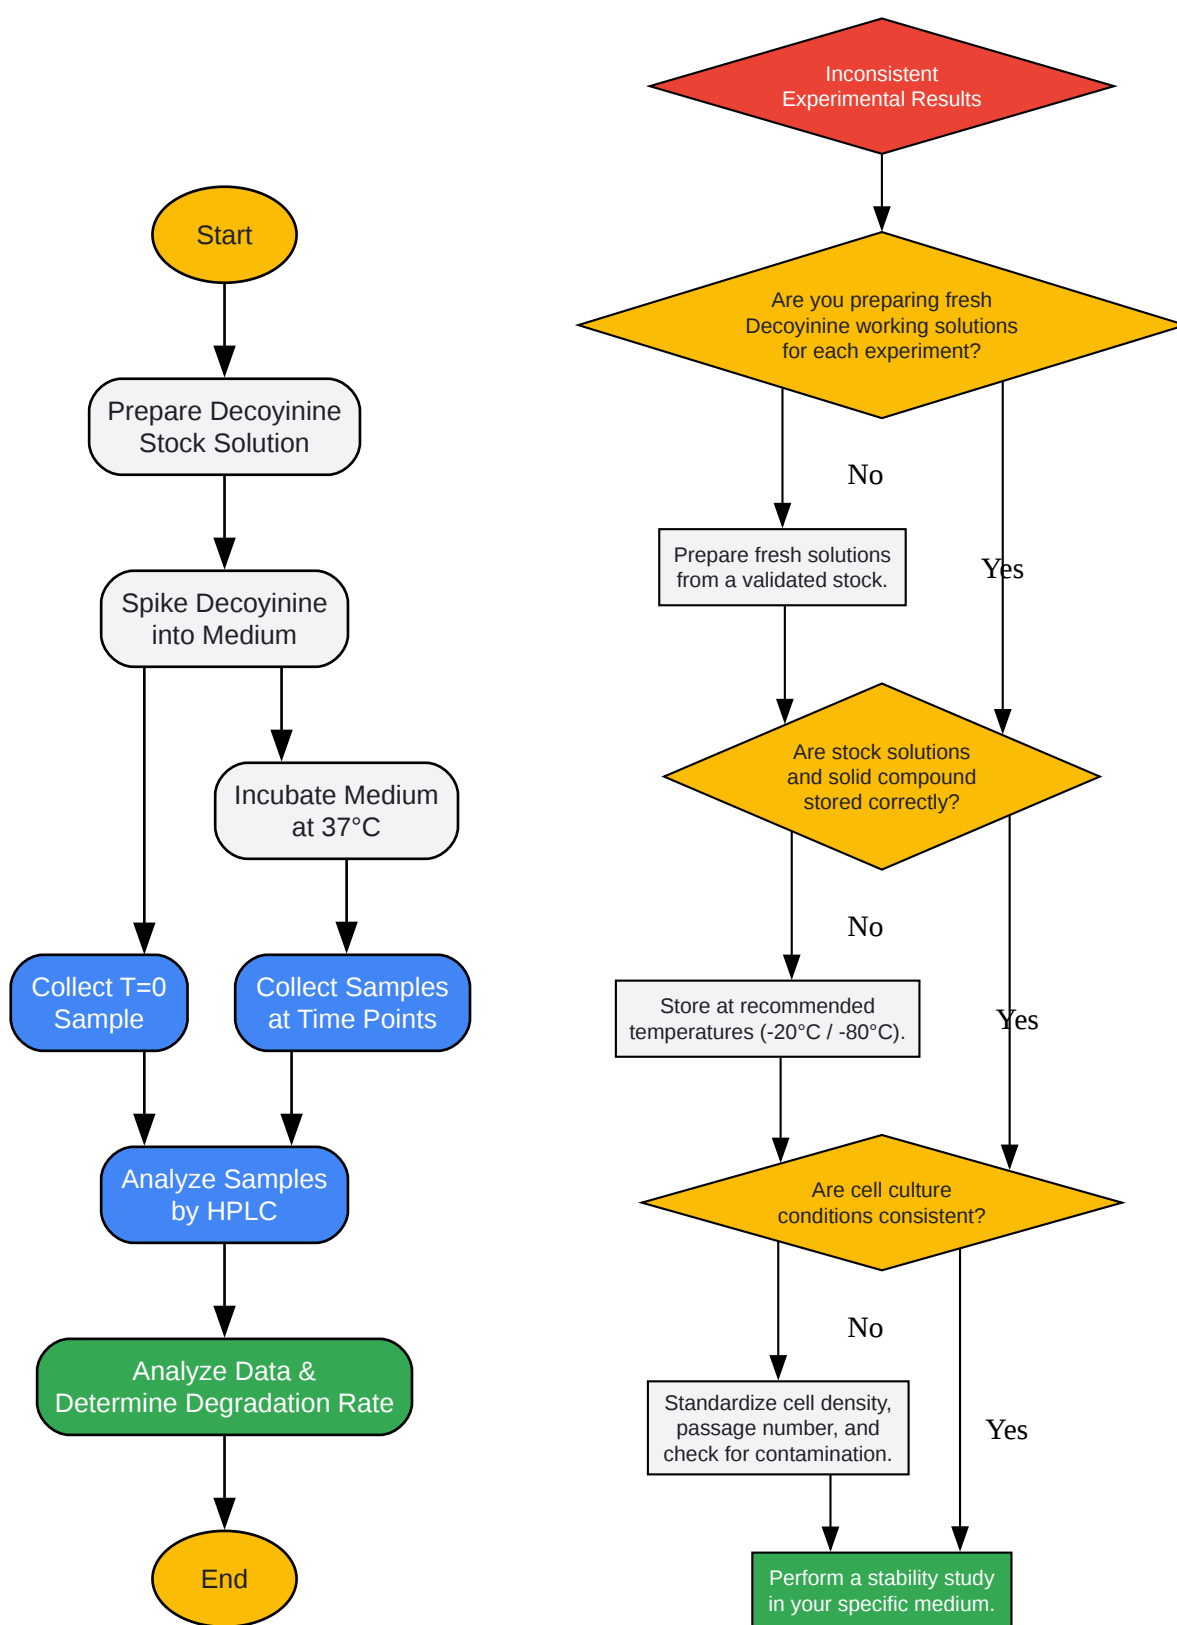 Start
Prepare Decoyinine
Stock Solution
Spike Decoyinine
into Medium
Incubate Medium
at 37°C
Collect T=0
Sample
Collect Samples
at Time Points
Analyze Samples
by HPLC
Analyze Data &
Determine Degradation Rate
End
Inconsistent
Experimental Results
Are you preparing fresh
Decoyinine working solutions
for each experiment?
No
Yes
Prepare fresh solutions
from a validated stock.
Are stock solutions
and solid compound
stored correctly?
No
Yes
Store at recommended
temperatures (-20°C / -80°C).
Are cell culture
conditions consistent?
No
Yes
Standardize cell density,
passage number, and
check for contamination.
Perform a stability study
in your specific medium.